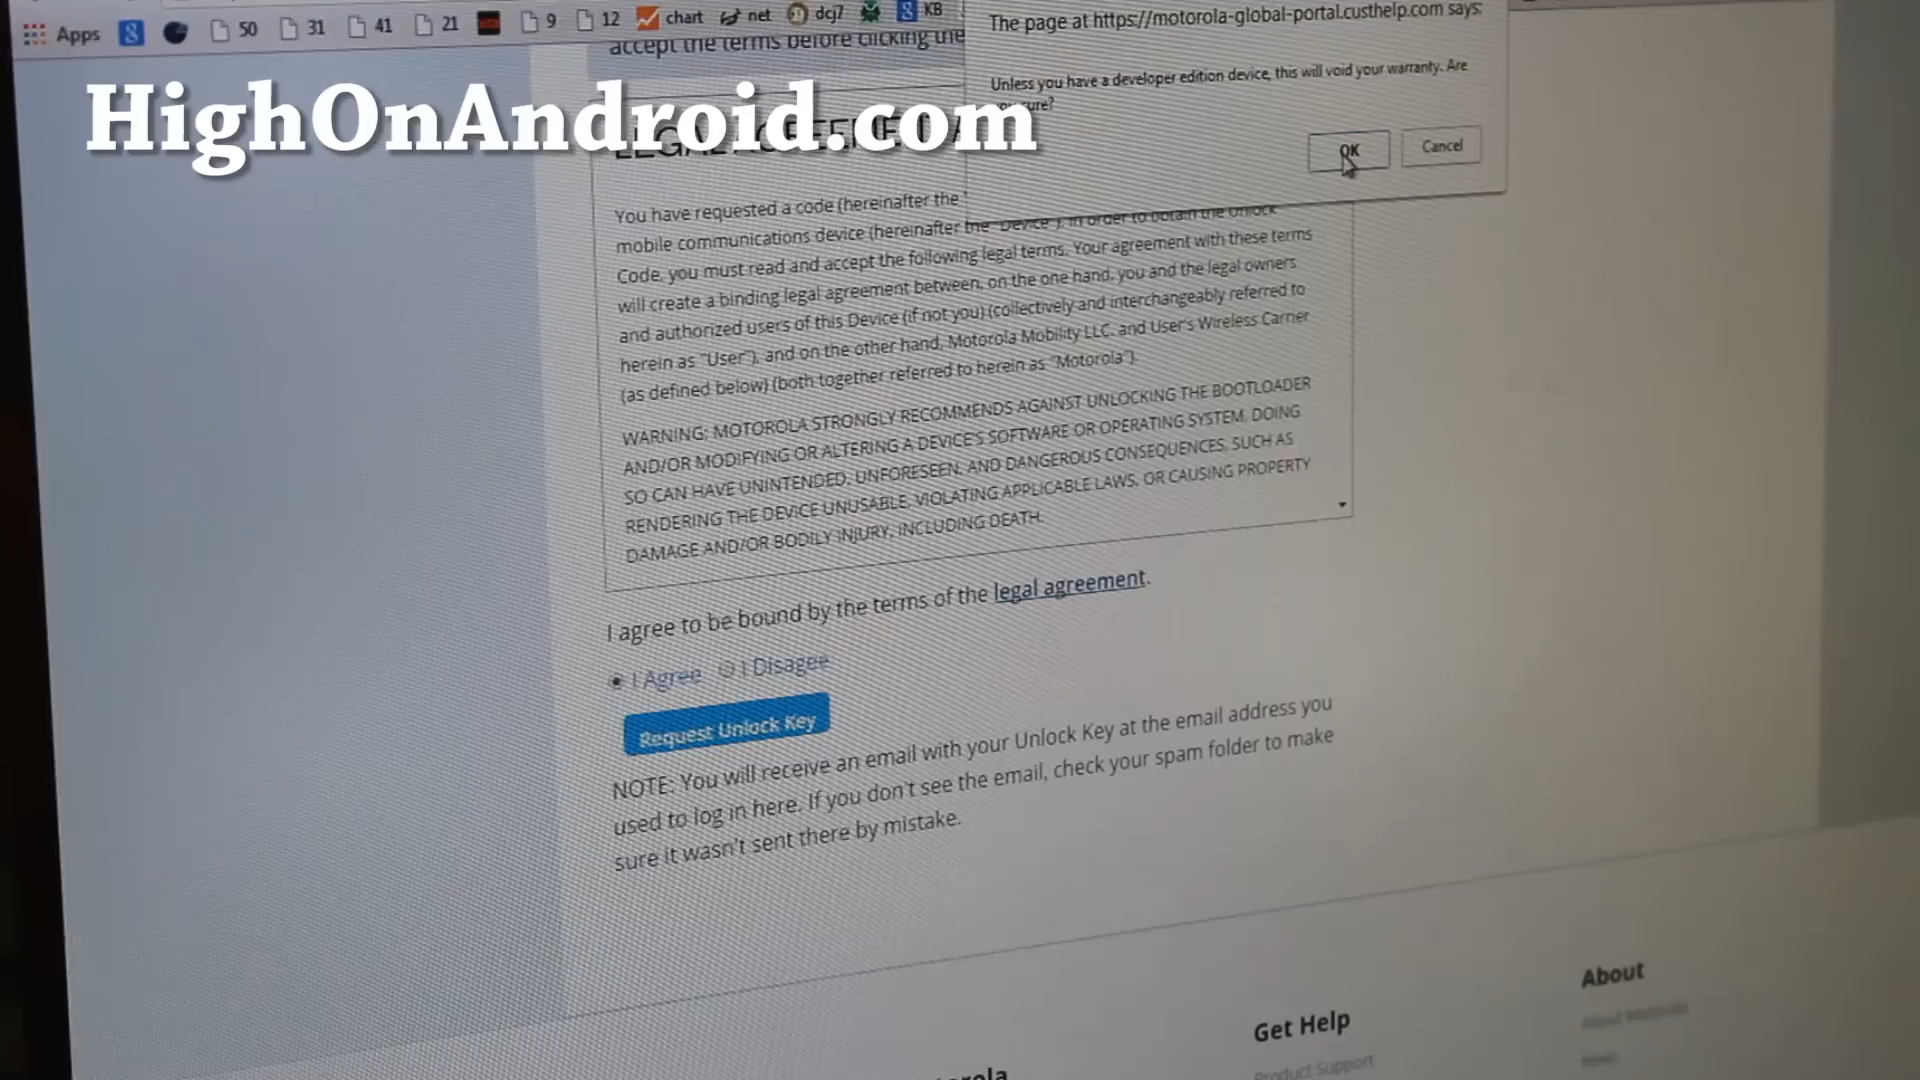 Apps 50 31 41 21 9 12 chart net dcj7 8 KB
accept the terms before clicking the
The page at https://motorola-global-portal.custhelp.com says:
Unless you have a developer edition device, this will void your warranty. Are
sure?
OK Cancel
HighOnAndroid.com
LEGAL AGREEMENT
You have requested a code (hereinafter the
mobile communications device (hereinafter the "Device"). In order to obtain the Unlock
Code, you must read and accept the following legal terms. Your agreement with these terms
will create a binding legal agreement between, on the one hand, you and the legal owners
and authorized users of this Device (if not you) (collectively and interchangeably referred to
herein as "User"), and on the other hand, Motorola Mobility LLC. and User's Wireless Carrier
(as defined below) (both together referred to herein as "Motorola").
WARNING: MOTOROLA STRONGLY RECOMMENDS AGAINST UNLOCKING THE BOOTLOADER
AND/OR MODIFYING OR ALTERING A DEVICE'S SOFTWARE OR OPERATING SYSTEM. DOING
SO CAN HAVE UNINTENDED, UNFORESEEN, AND DANGEROUS CONSEQUENCES, SUCH AS
RENDERING THE DEVICE UNUSABLE, VIOLATING APPLICABLE LAWS, OR CAUSING PROPERTY
DAMAGE AND/OR BODILY INJURY, INCLUDING DEATH.
I agree to be bound by the terms of the legal agreement.
I Agree I Disagee
Request Unlock Key
NOTE: You will receive an email with your Unlock Key at the email address you
used to log in here. If you don't see the email, check your spam folder to make
sure it wasn't sent there by mistake.
About
About Motorola
News
Get Help
Product Support